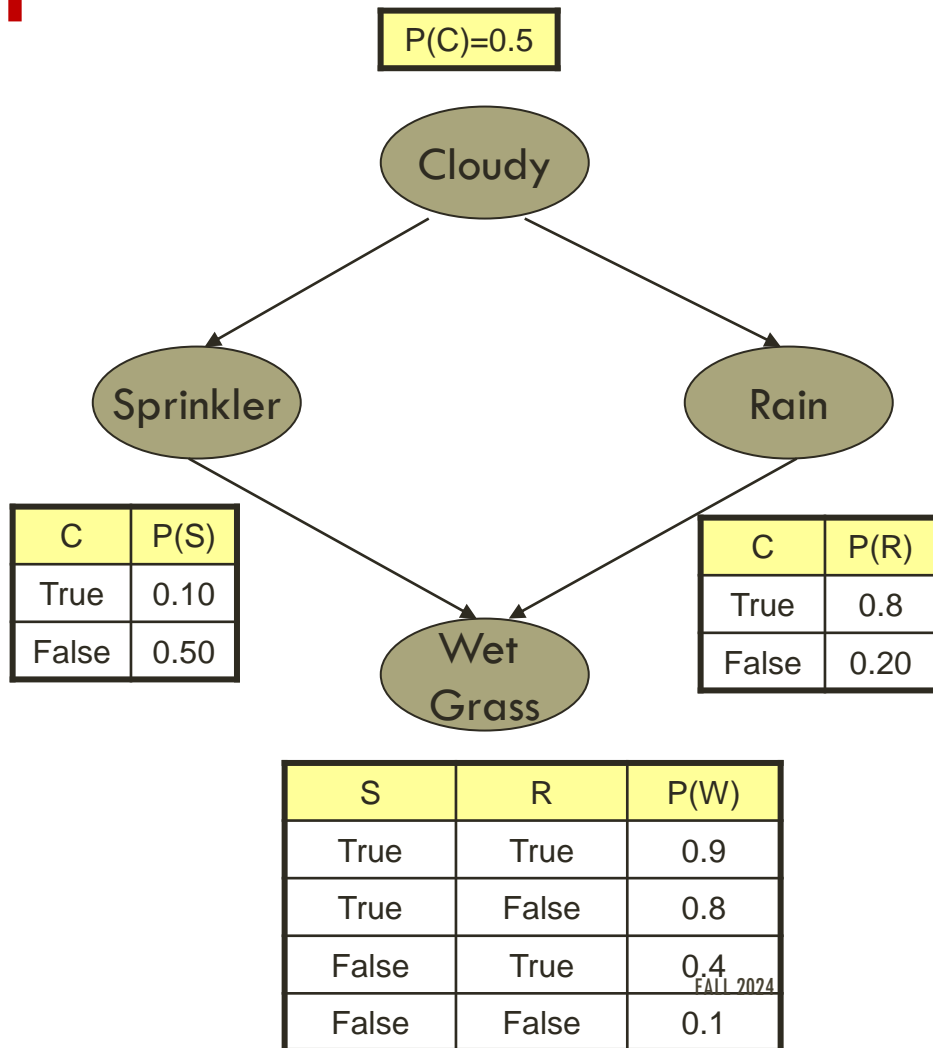 P(C)=0.5
Cloudy
Sprinkler
Rain
C P(S)
True 0.10
False 0.50
C P(R)
True 0.8
False 0.20
Wet
Grass
S R P(W)
True True 0.9
True False 0.8
False True 0.4
FALL 2024
False False 0.1